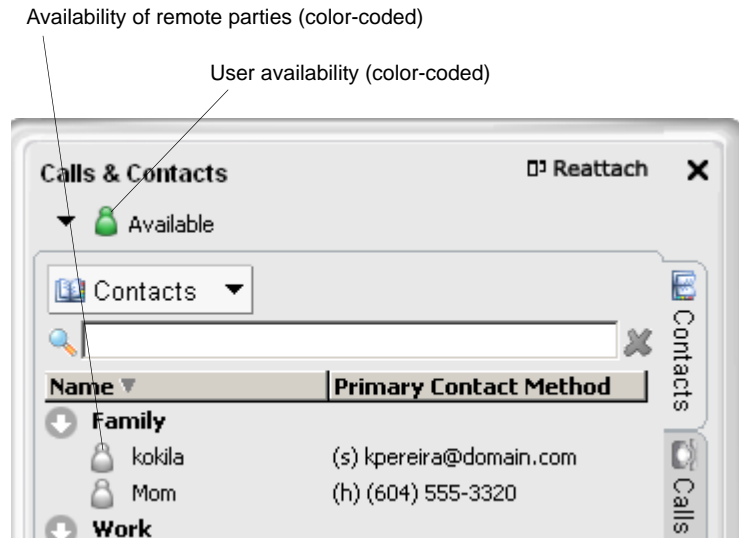 Availability of remote parties (color-coded)
User availability (color-coded)
Calls & Contacts
Reattach
Available
Contacts
Name
Primary Contact Method
Family
kokila
(s) kpereira@domain.com
Mom
(h) (604) 555-3320
Work
Contacts
Calls